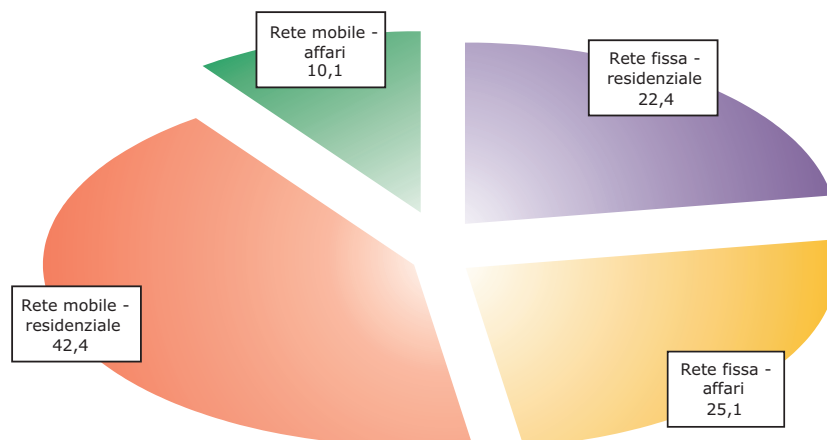 Rete mobile -
affari
10,1
Rete fissa -
residenziale
22,4
Rete mobile -
residenziale
42,4
Rete fissa -
affari
25,1